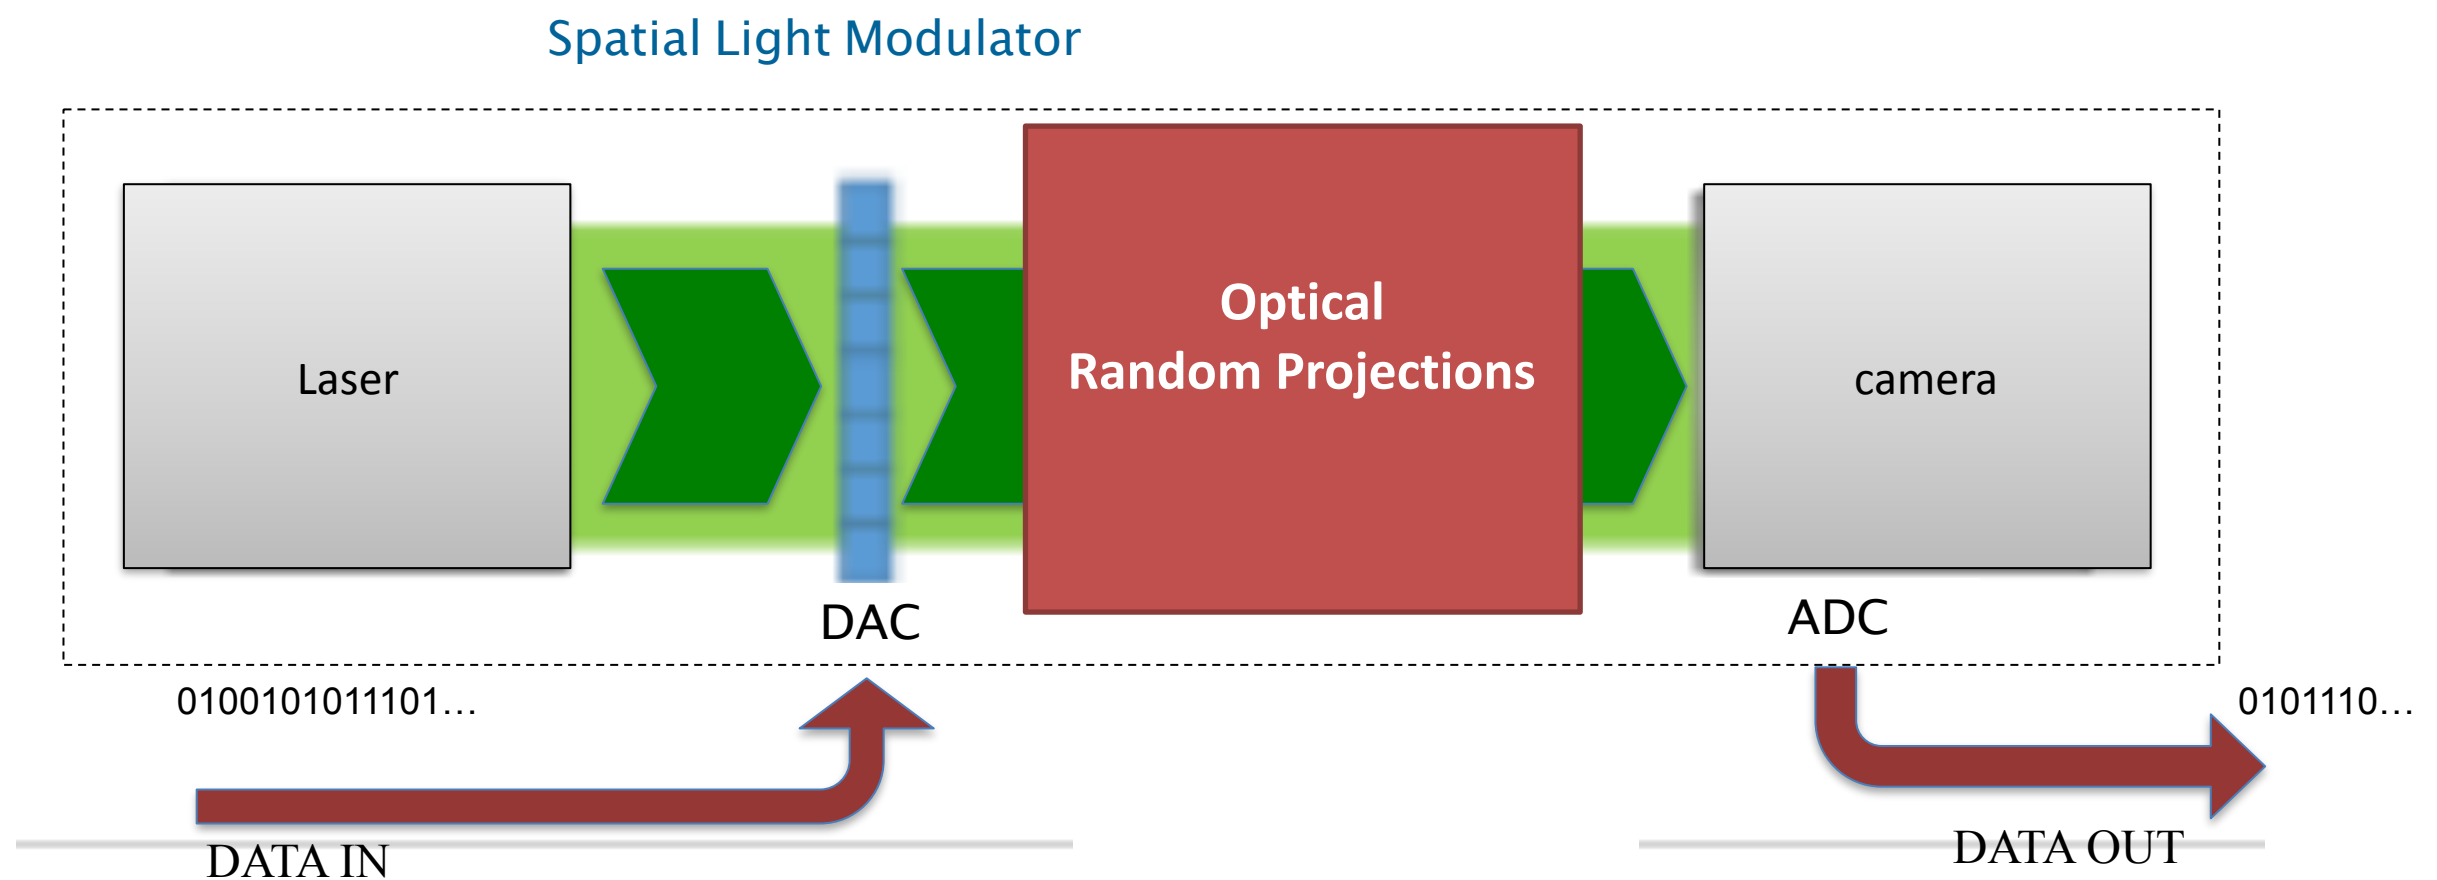 Spatial Light Modulator
Laser
Optical
Random Projections
camera
DAC
ADC
0100101011101...
0101110...
DATA IN
DATA OUT